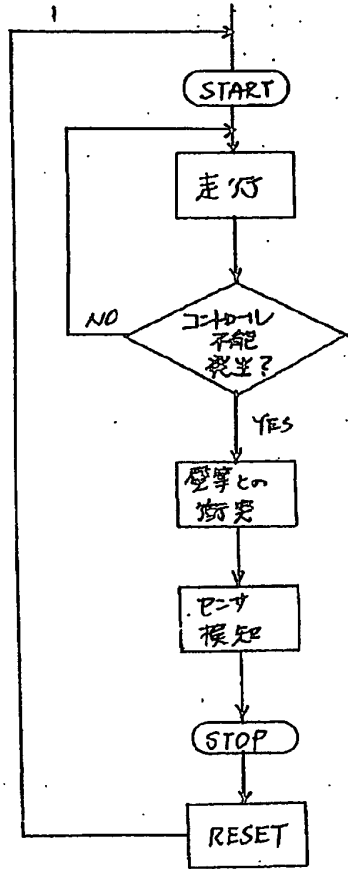 START
走行
NO
コントロール
不能
発生?
YES
壁等との
衝突
センサ
検知
STOP
RESET